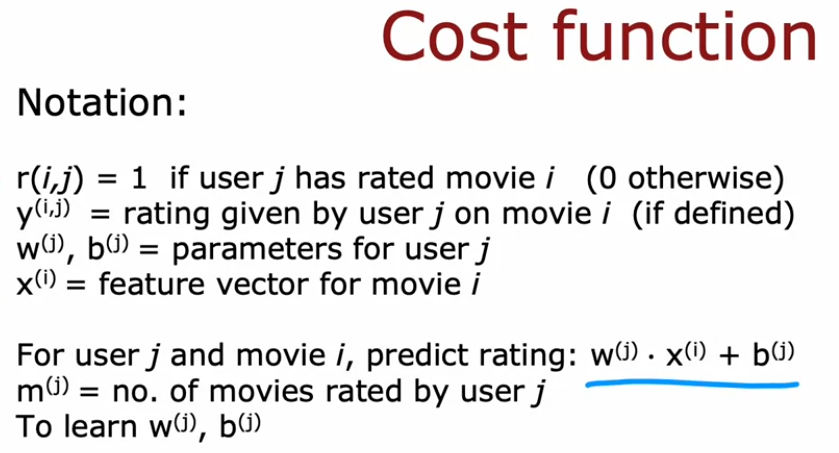 Cost function
Notation:
r(i,j) = 1 if user j has rated movie i (0 otherwise)
y⁽ⁱ,ʲ⁾ = rating given by user j on movie i (if defined)
w⁽ʲ⁾, b⁽ʲ⁾ = parameters for user j
x⁽ⁱ⁾ = feature vector for movie i
For user j and movie i, predict rating: w⁽ʲ⁾ · x⁽ⁱ⁾ + b⁽ʲ⁾
m⁽ʲ⁾ = no. of movies rated by user j
To learn w⁽ʲ⁾, b⁽ʲ⁾